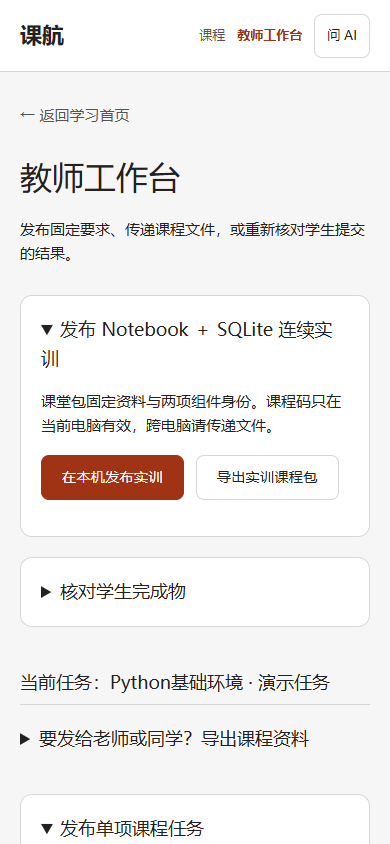 课航
课程 教师工作台 问 AI
← 返回学习首页
教师工作台
发布固定要求、传递课程文件，或重新核对学生提交
的结果。
▼ 发布 Notebook + SQLite 连续实
训
课堂包固定资料与两项组件身份。课程码只在
当前电脑有效，跨电脑请传递文件。
在本机发布实训 导出实训课程包
▶ 核对学生完成物
当前任务：Python基础环境 · 演示任务
▶ 要发给老师或同学？导出课程资料
▼ 发布单项课程任务